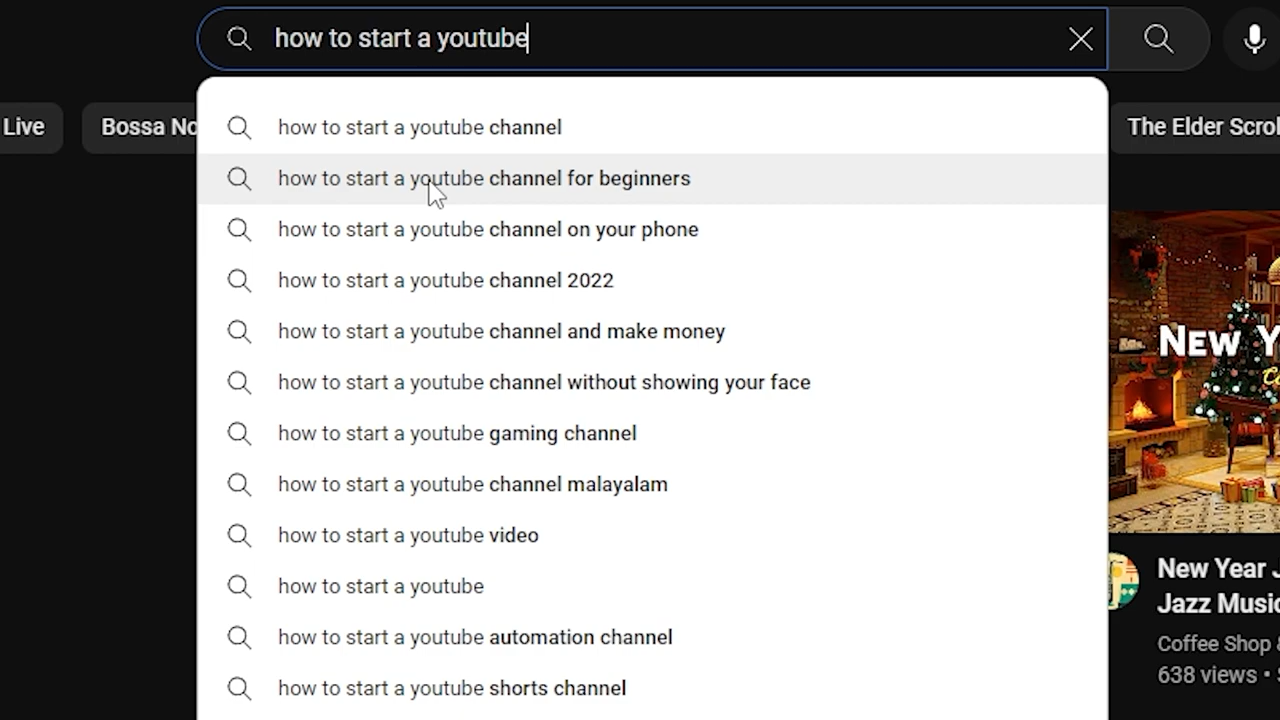 how to start a youtube
Live
Bossa No
The Elder Scrol
how to start a youtube channel
how to start a youtube channel for beginners
how to start a youtube channel on your phone
how to start a youtube channel 2022
how to start a youtube channel and make money
how to start a youtube channel without showing your face
how to start a youtube gaming channel
how to start a youtube channel malayalam
how to start a youtube video
how to start a youtube
how to start a youtube automation channel
how to start a youtube shorts channel
NEW Y
New Year J
Jazz Music
Coffee Shop &
638 views •